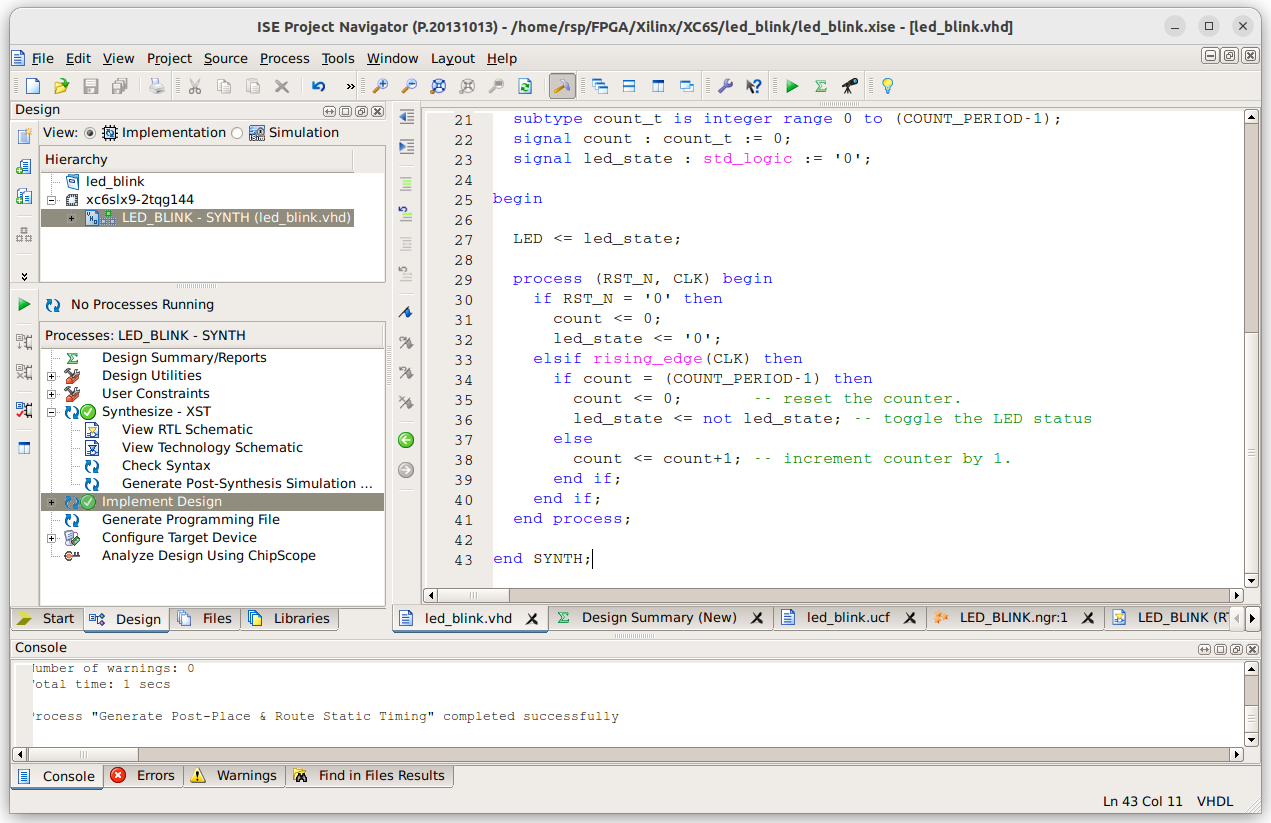 ISE Project Navigator (P.20131013) - /home/rsp/FPGA/Xilinx/XC6S/led_blink/led_blink.xise - [led_blink.vhd]
File Edit View Project Source Process Tools Window Layout Help
Design
View: Implementation Simulation
Hierarchy
led_blink
xc6slx9-2tqg144
LED_BLINK - SYNTH (led_blink.vhd)
No Processes Running
Processes: LED_BLINK - SYNTH
Design Summary/Reports
Design Utilities
User Constraints
Synthesize - XST
View RTL Schematic
View Technology Schematic
Check Syntax
Generate Post-Synthesis Simulation ...
Implement Design
Generate Programming File
Configure Target Device
Analyze Design Using ChipScope
Start Design Files Libraries
21 subtype count_t is integer range 0 to (COUNT_PERIOD-1);
22 signal count : count_t := 0;
23 signal led_state : std_logic := '0';
24
25 begin
26
27 LED <= led_state;
28
29 process (RST_N, CLK) begin
30 if RST_N = '0' then
31 count <= 0;
32 led_state <= '0';
33 elsif rising_edge(CLK) then
34 if count = (COUNT_PERIOD-1) then
35 count <= 0; -- reset the counter.
36 led_state <= not led_state; -- toggle the LED status
37 else
38 count <= count+1; -- increment counter by 1.
39 end if;
40 end if;
41 end process;
42
43 end SYNTH;
led_blink.vhd Design Summary (New) led_blink.ucf LED_BLINK.ngr:1 LED_BLINK (R
Console
umber of warnings: 0
otal time: 1 secs
rocess "Generate Post-Place & Route Static Timing" completed successfully
Console Errors Warnings Find in Files Results
Ln 43 Col 11 VHDL